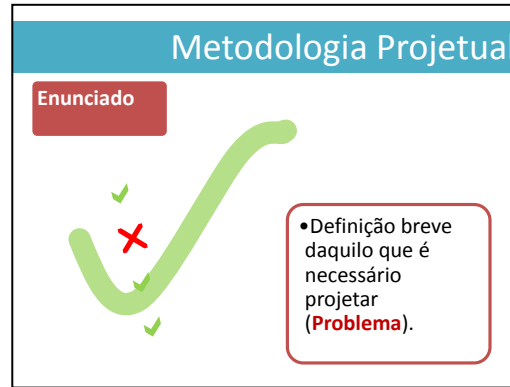 Metodologia Projetual
Enunciado
•Definição breve
daquilo que é
necessário
projetar
(Problema).